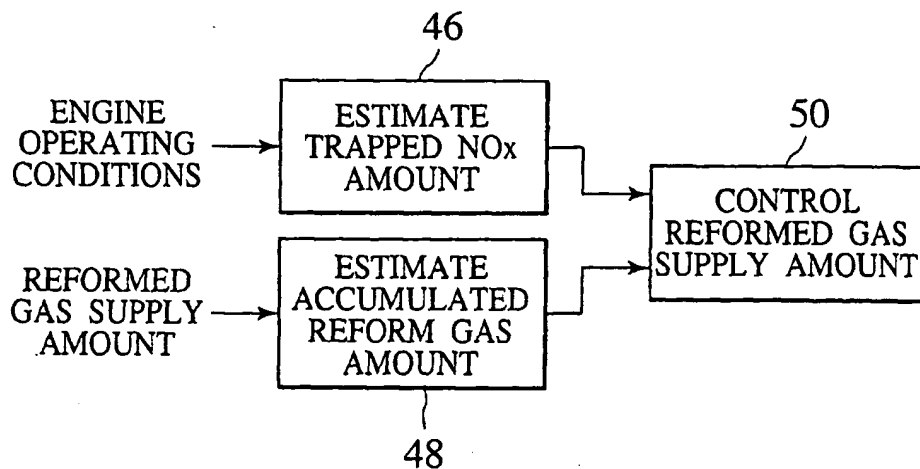 46
ENGINE
OPERATING
CONDITIONS
ESTIMATE
TRAPPED NOx
AMOUNT
50
CONTROL
REFORMED GAS
SUPPLY AMOUNT
REFORMED
GAS SUPPLY
AMOUNT
ESTIMATE
ACCUMULATED
REFORM GAS
AMOUNT
48